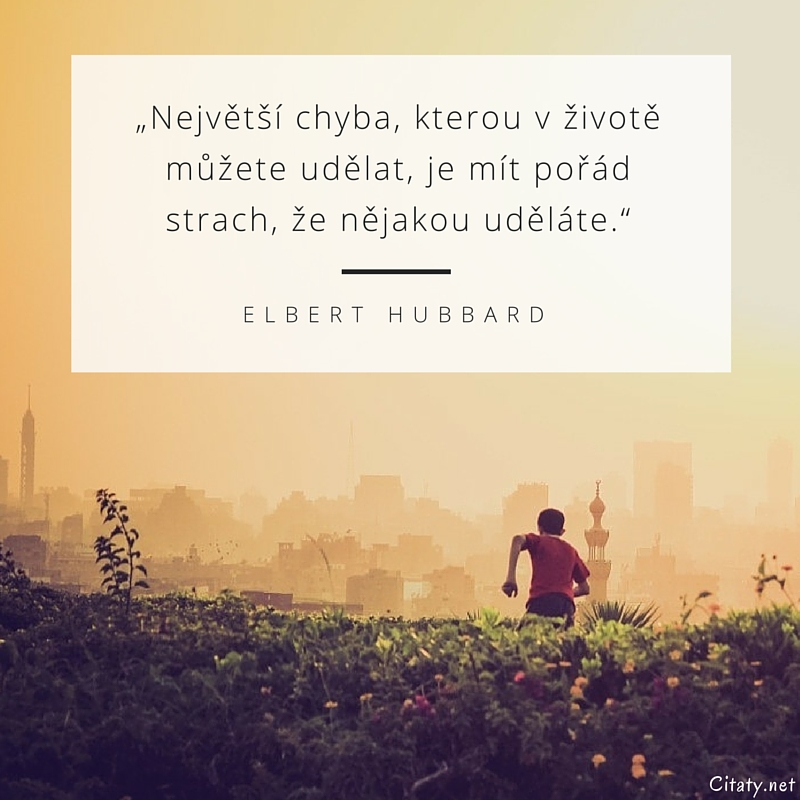 „Největší chyba, kterou v životě
můžete udělat, je mít pořád
strach, že nějakou uděláte.“
ELBERT HUBBARD
Citaty.net